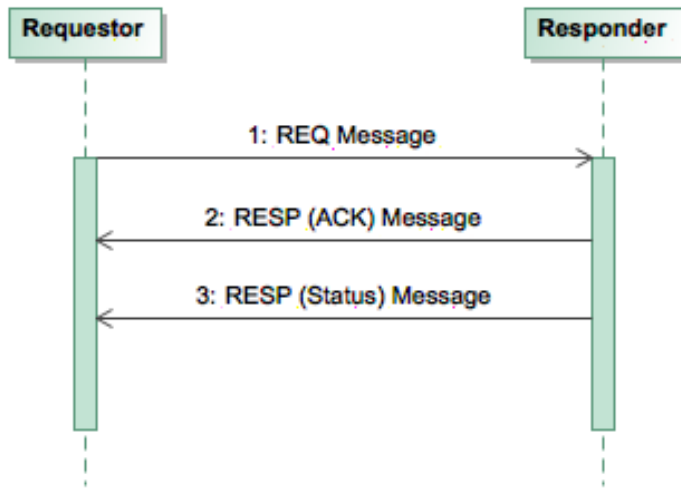 Requestor
Responder
1: REQ Message
2: RESP (ACK) Message
3: RESP (Status) Message